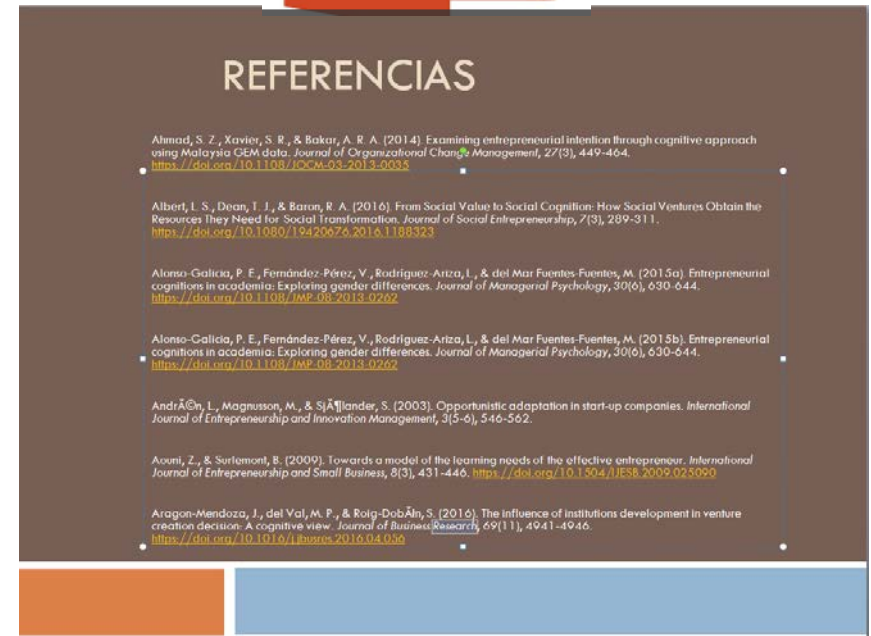 REFERENCIAS
Ahmad, S. Z., Xavier, S. R., & Bakar, A. R. A. (2014). Examining entrepreneurial intention through cognitive approach
using Malaysia GEM data. Journal of Organizational Change Management, 27(3), 449-464.
https://doi.org/10.1108/JOCM-03-2013-0035
Albert, L. S., Dean, T. J., & Baron, R. A. (2016). From Social Value to Social Cognition: How Social Ventures Obtain the
Resources They Need for Social Transformation. Journal of Social Entrepreneurship, 7(3), 289-311.
https://doi.org/10.1080/19420676.2016.1188323
Alonso-Galicia, P. E., Fernández-Pérez, V., Rodríguez-Ariza, L., & del Mar Fuentes-Fuentes, M. (2015a). Entrepreneurial
cognitions in academia: Exploring gender differences. Journal of Managerial Psychology, 30(6), 630-644.
https://doi.org/10.1108/JMP-08-2013-0262
Alonso-Galicia, P. E., Fernández-Pérez, V., Rodríguez-Ariza, L., & del Mar Fuentes-Fuentes, M. (2015b). Entrepreneurial
cognitions in academia: Exploring gender differences. Journal of Managerial Psychology, 30(6), 630-644.
https://doi.org/10.1108/JMP-08-2013-0262
AndrÃ©n, L., Magnusson, M., & SjÃ¶lander, S. (2003). Opportunistic adaptation in start-up companies. International
Journal of Entrepreneurship and Innovation Management, 3(5-6), 546-562.
Aouni, Z., & Surlemont, B. (2009). Towards a model of the learning needs of the effective entrepreneur. International
Journal of Entrepreneurship and Small Business, 8(3), 431-446. https://doi.org/10.1504/IJESB.2009.025090
Aragon-Mendoza, J., del Val, M. P., & Roig-DobÃ­n, S. (2016). The influence of institutions development in venture
creation decision: A cognitive view. Journal of Business Research, 69(11), 4941-4946.
https://doi.org/10.1016/j.jbusres.2016.04.056